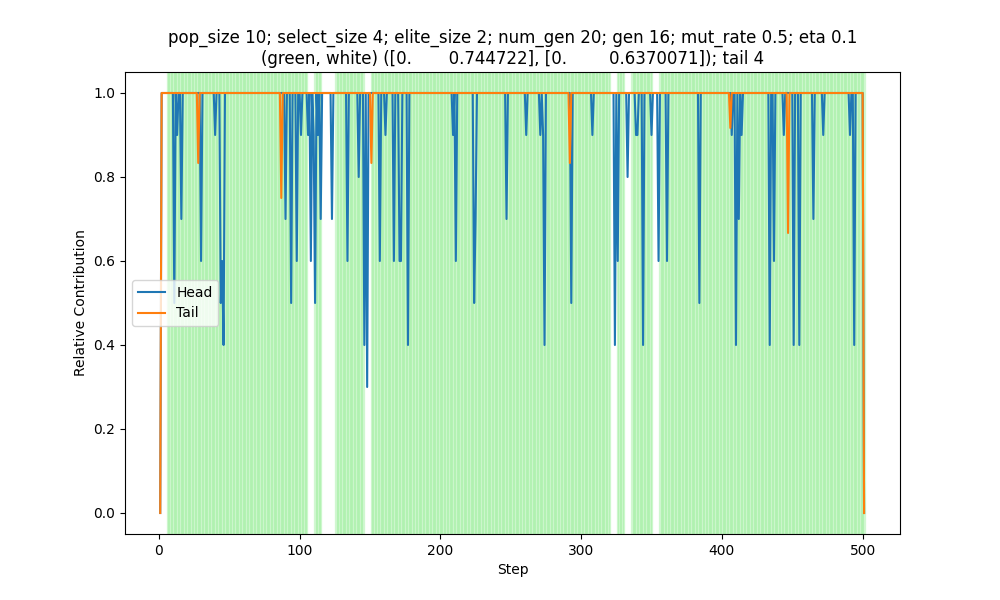 pop_size 10; select_size 4; elite_size 2; num_gen 20; gen 16; mut_rate 0.5; eta 0.1
(green, white) ([0. 0.744722], [0. 0.6370071]); tail 4
1.0
0.8
0.6
0.4
0.2
0.0
Relative Contribution
Head
Tail
0 100 200 300 400 500
Step